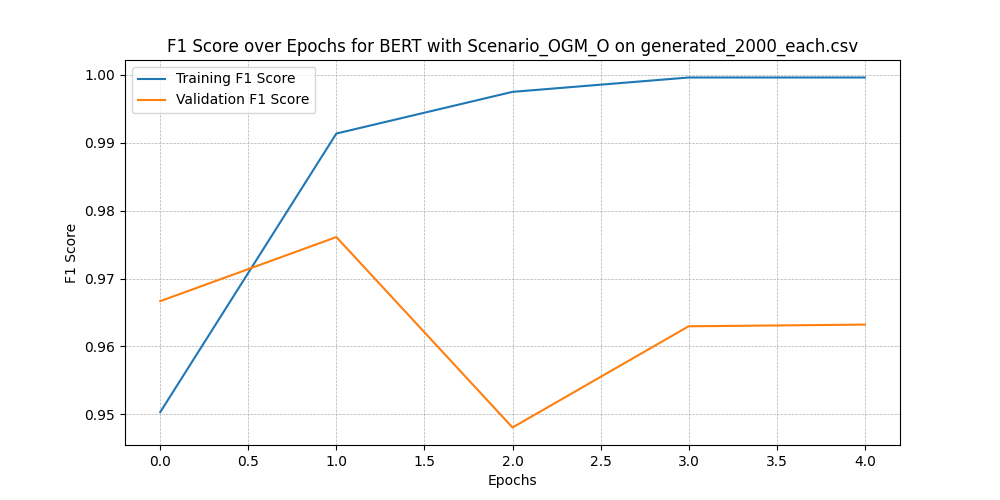 F1 Score over Epochs for BERT with Scenario_OGM_O on generated_2000_each.csv
Training F1 Score
Validation F1 Score
1.00
0.99
0.98
0.97
0.96
0.95
F1 Score
0.0 0.5 1.0 1.5 2.0 2.5 3.0 3.5 4.0
Epochs